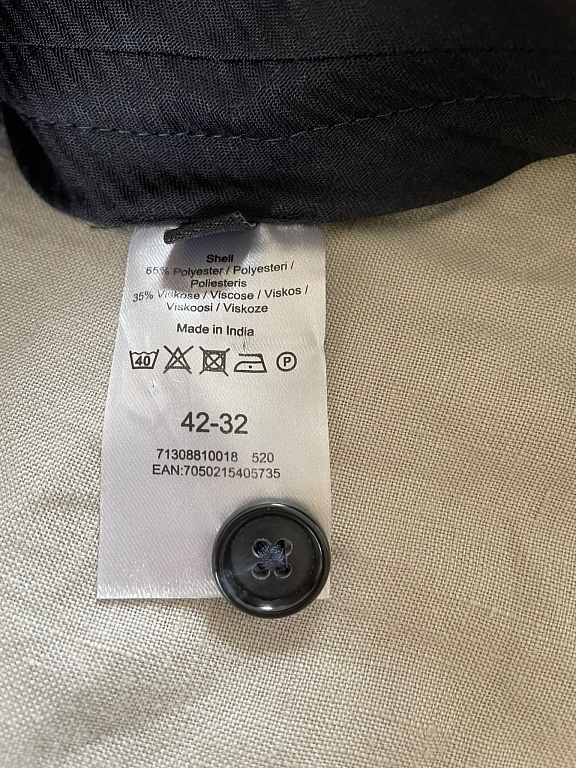 Shell
65% Polyester / Polyesteri /
Poliesteris
35% Viskose / Viscose / Viskos /
Viskoosi / Viskoze
Made in India
40 P
42-32
71308810018 520
EAN:7050215405735